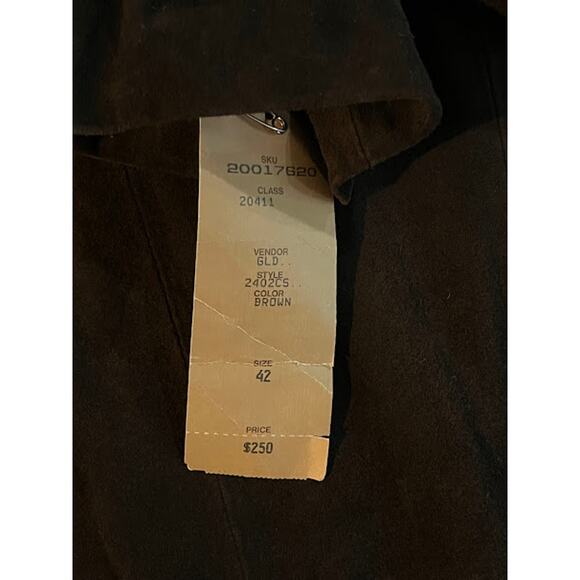 SKU
20017620
CLASS
20411
VENDOR
GLD..
STYLE
2402CS..
COLOR
BROWN
SIZE
42
PRICE
$250